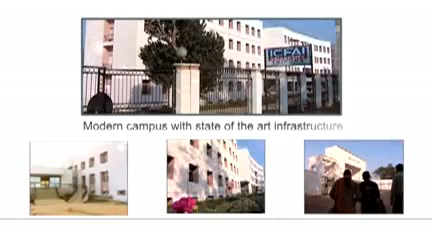 ICFAI
Modern campus with state of the art infrastructure